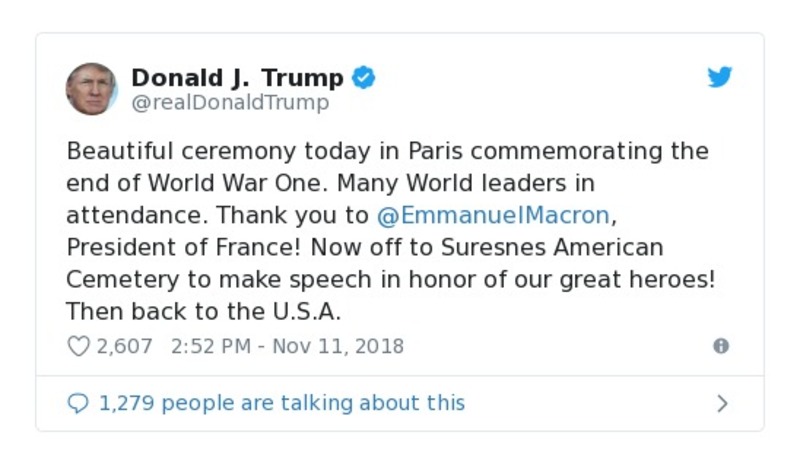 Donald J. Trump
@realDonaldTrump
Beautiful ceremony today in Paris commemorating the
end of World War One. Many World leaders in
attendance. Thank you to @EmmanuelMacron,
President of France! Now off to Suresnes American
Cemetery to make speech in honor of our great heroes!
Then back to the U.S.A.
2,607 2:52 PM - Nov 11, 2018
1,279 people are talking about this